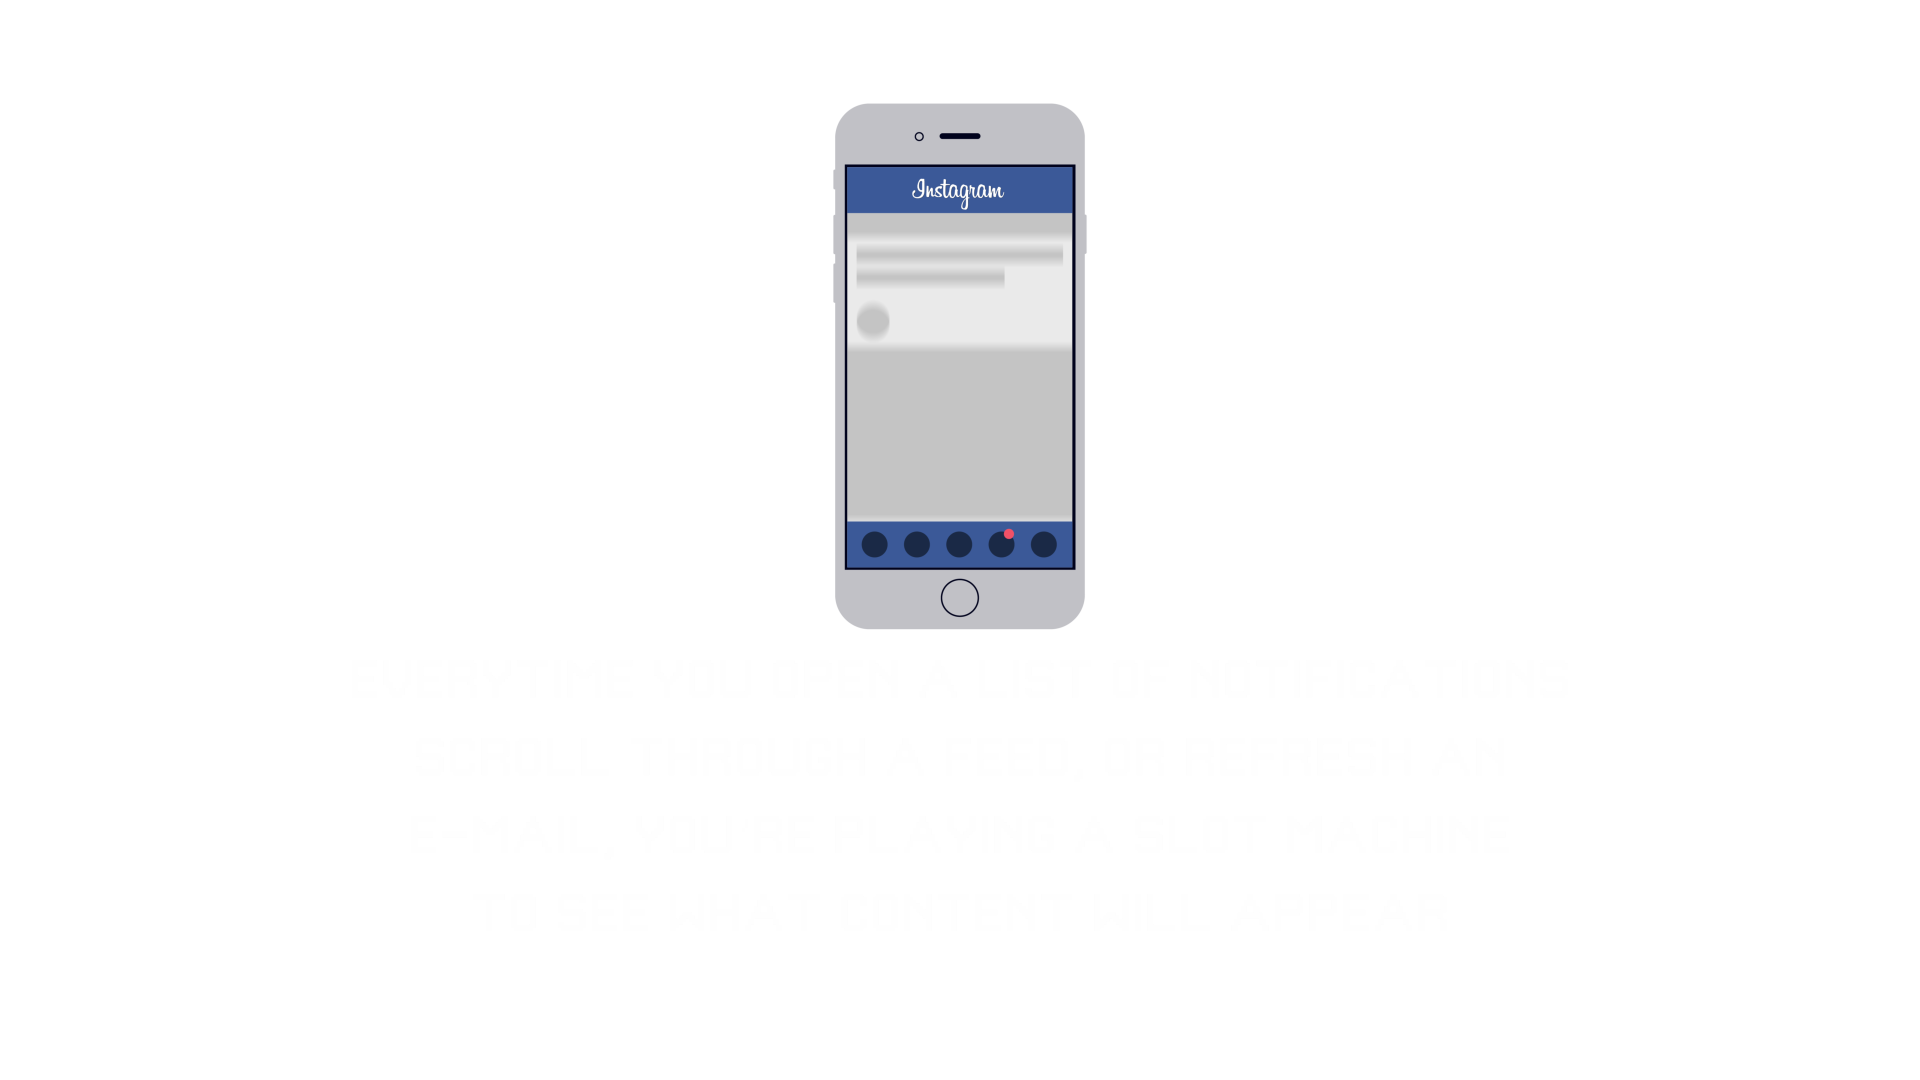 Instagram
EVERYTIME YOU OPEN A LIST OF NOTIFICATIONS
SCROLL THROUGH A FEED, OR REFRESH AN
E-MAIL, YOU'RE PLAYING A SLOT MACHINE
TO SEE WHAT CONTENT WILL APPEAR